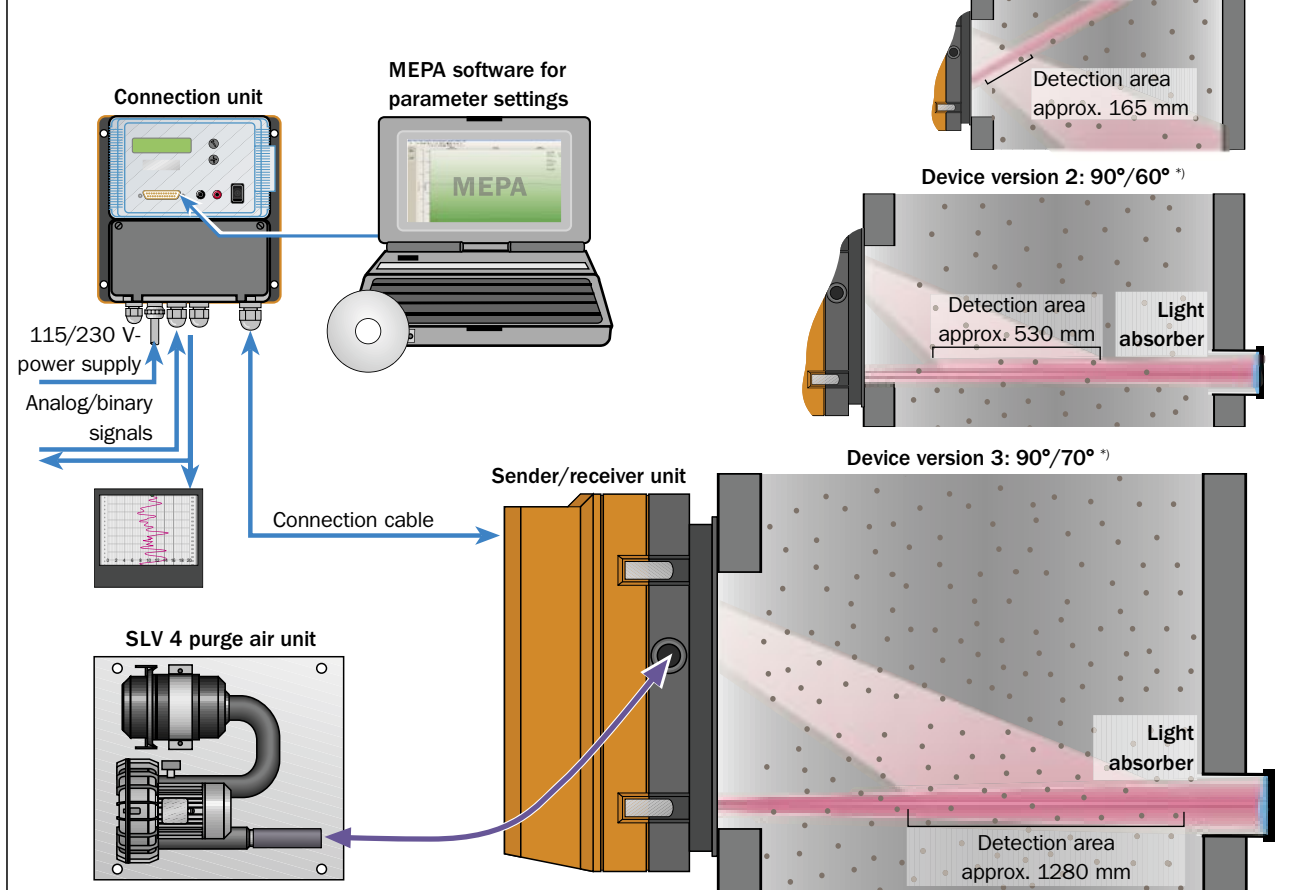 Detection area
approx. 165 mm
MEPA software for
parameter settings
Connection unit
MEPA
Device version 2: 90°/60° *)
Detection area
approx. 530 mm
Light
absorber
115/230 V-
power supply
Analog/binary
signals
Device version 3: 90°/70° *)
Sender/receiver unit
Connection cable
SLV 4 purge air unit
Light
absorber
Detection area
approx. 1280 mm